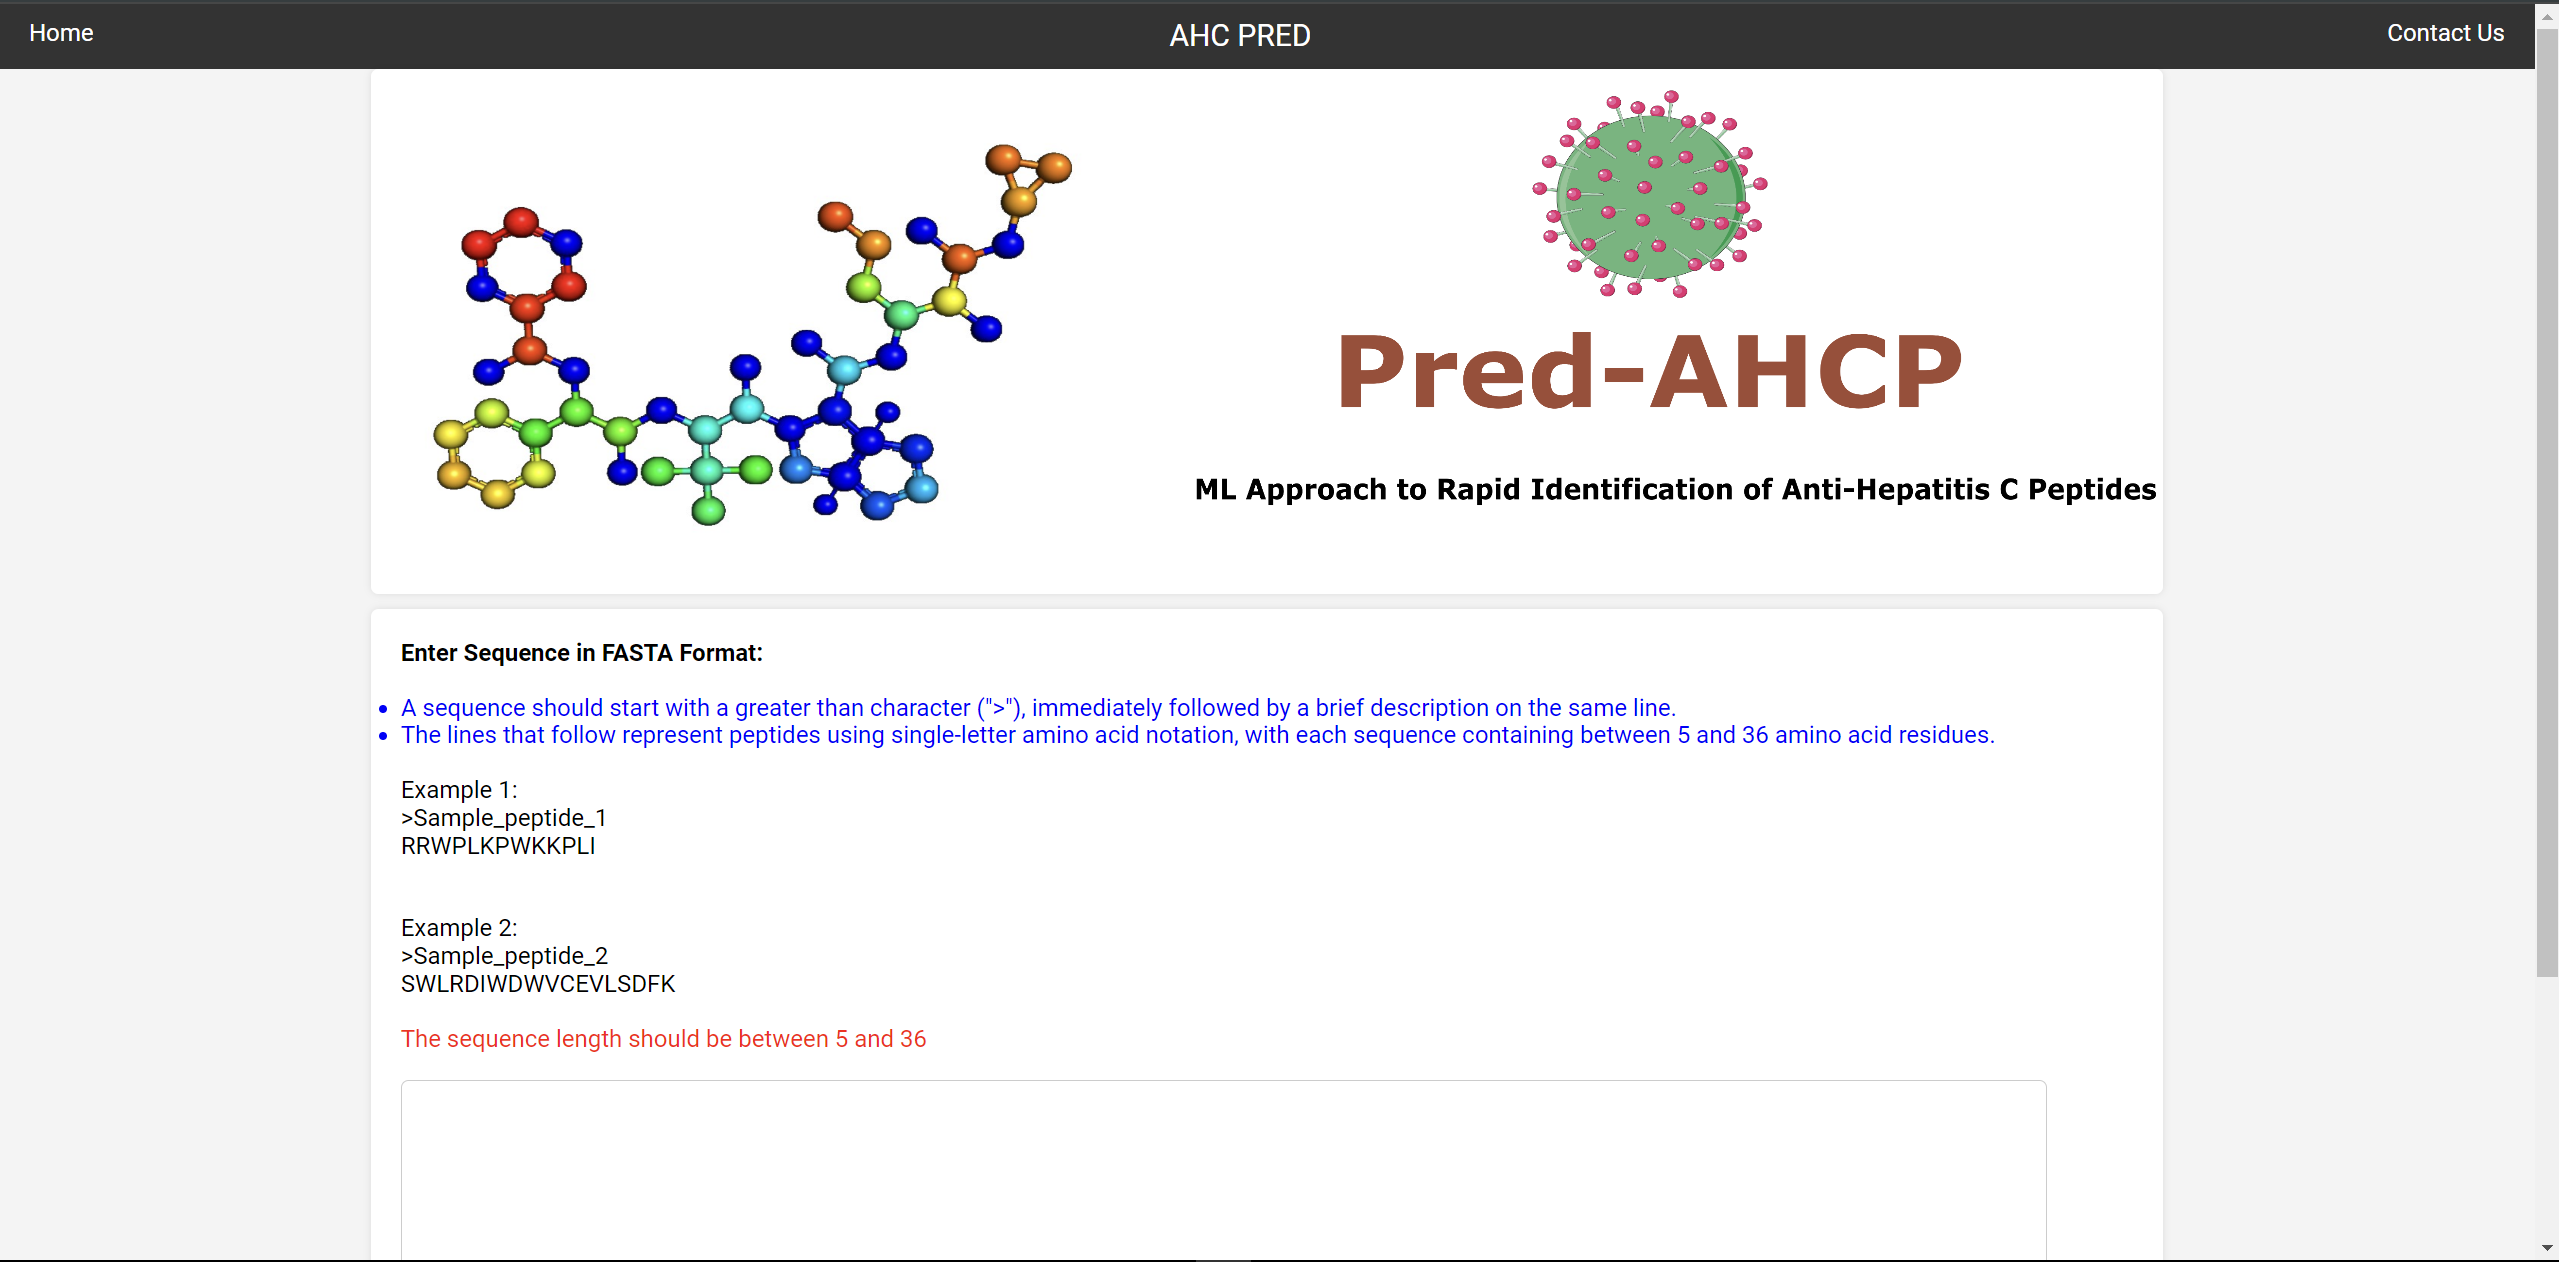 Home
AHC PRED
Contact Us
Pred-AHCP
ML Approach to Rapid Identification of Anti-Hepatitis C Peptides
Enter Sequence in FASTA Format:
A sequence should start with a greater than character (">"), immediately followed by a brief description on the same line.
The lines that follow represent peptides using single-letter amino acid notation, with each sequence containing between 5 and 36 amino acid residues.
Example 1:
>Sample_peptide_1
RRWPLKPWKKPLI
Example 2:
>Sample_peptide_2
SWLRDIWDWVCEVLSDFK
The sequence length should be between 5 and 36